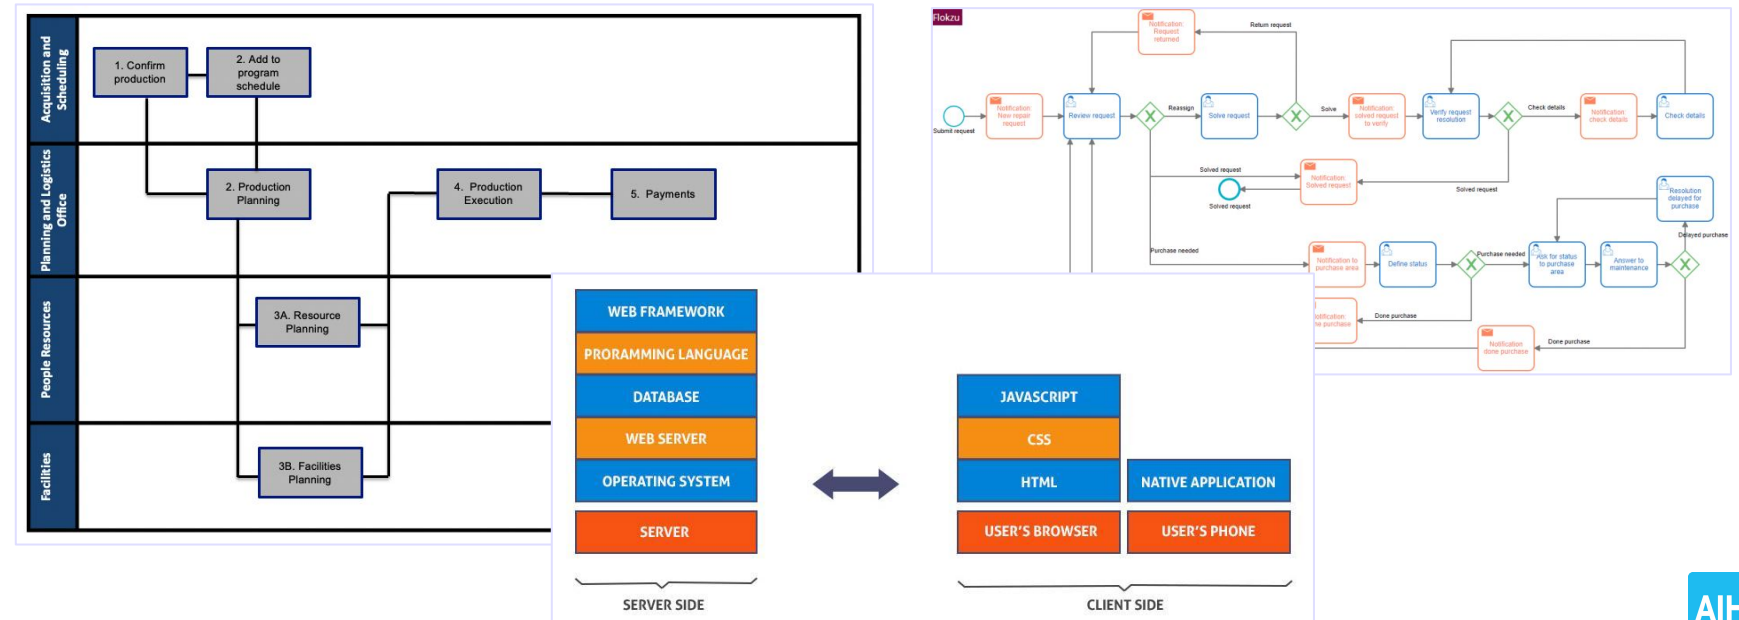 Acquisition and
Scheduling
1. Confirm
production
2. Add to
program
schedule
Planning and Logistics
Office
2. Production
Planning
4. Production
Execution
5. Payments
People Resources
3A. Resource
Planning
Facilities
3B. Facilities
Planning
Flokzu
Submit request
Notification:
New repair
request
Notification:
Request
returned
Return request
Review request
Reassign
Solve request
Solve
Notification:
solved request
to verify
Verify request
resolution
Check details
Notification:
check details
Check details
Solved request
Solved request
Notification:
Solved request
Solved request
Purchase needed
Notification to
purchase area
Define status
Purchase needed
Ask for status
to purchase
area
Answer to
maintenance
Resolution
delayed for
purchase
Delayed purchase
Done purchase
Notification
done purchase
Done purchase
WEB FRAMEWORK
PRORAMMING LANGUAGE
DATABASE
WEB SERVER
OPERATING SYSTEM
SERVER
SERVER SIDE
JAVASCRIPT
CSS
HTML
USER'S BROWSER
NATIVE APPLICATION
USER'S PHONE
CLIENT SIDE